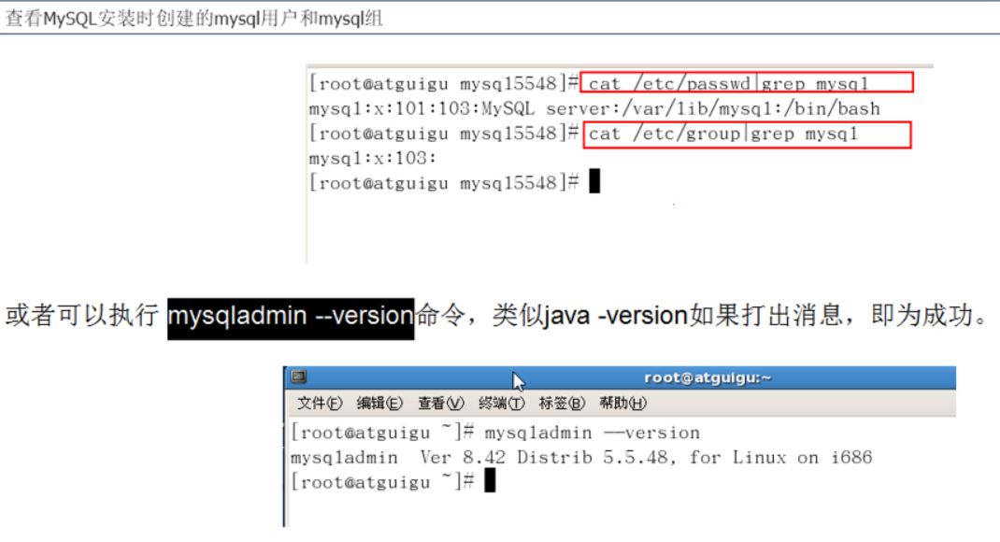 查看MySQL安装时创建的mysql用户和mysql组
[root@atguigu mysql5548]# cat /etc/passwd|grep mysql
mysql:x:101:103:MySQL server:/var/lib/mysql:/bin/bash
[root@atguigu mysql5548]# cat /etc/group|grep mysql
mysql:x:103:
[root@atguigu mysql5548]#
或者可以执行 mysqladmin --version命令，类似java -version如果打出消息，即为成功。
root@atguigu:~
文件(F) 编辑(E) 查看(V) 终端(T) 标签(B) 帮助(H)
[root@atguigu ~]# mysqladmin --version
mysqladmin  Ver 8.42 Distrib 5.5.48, for Linux on i686
[root@atguigu ~]#